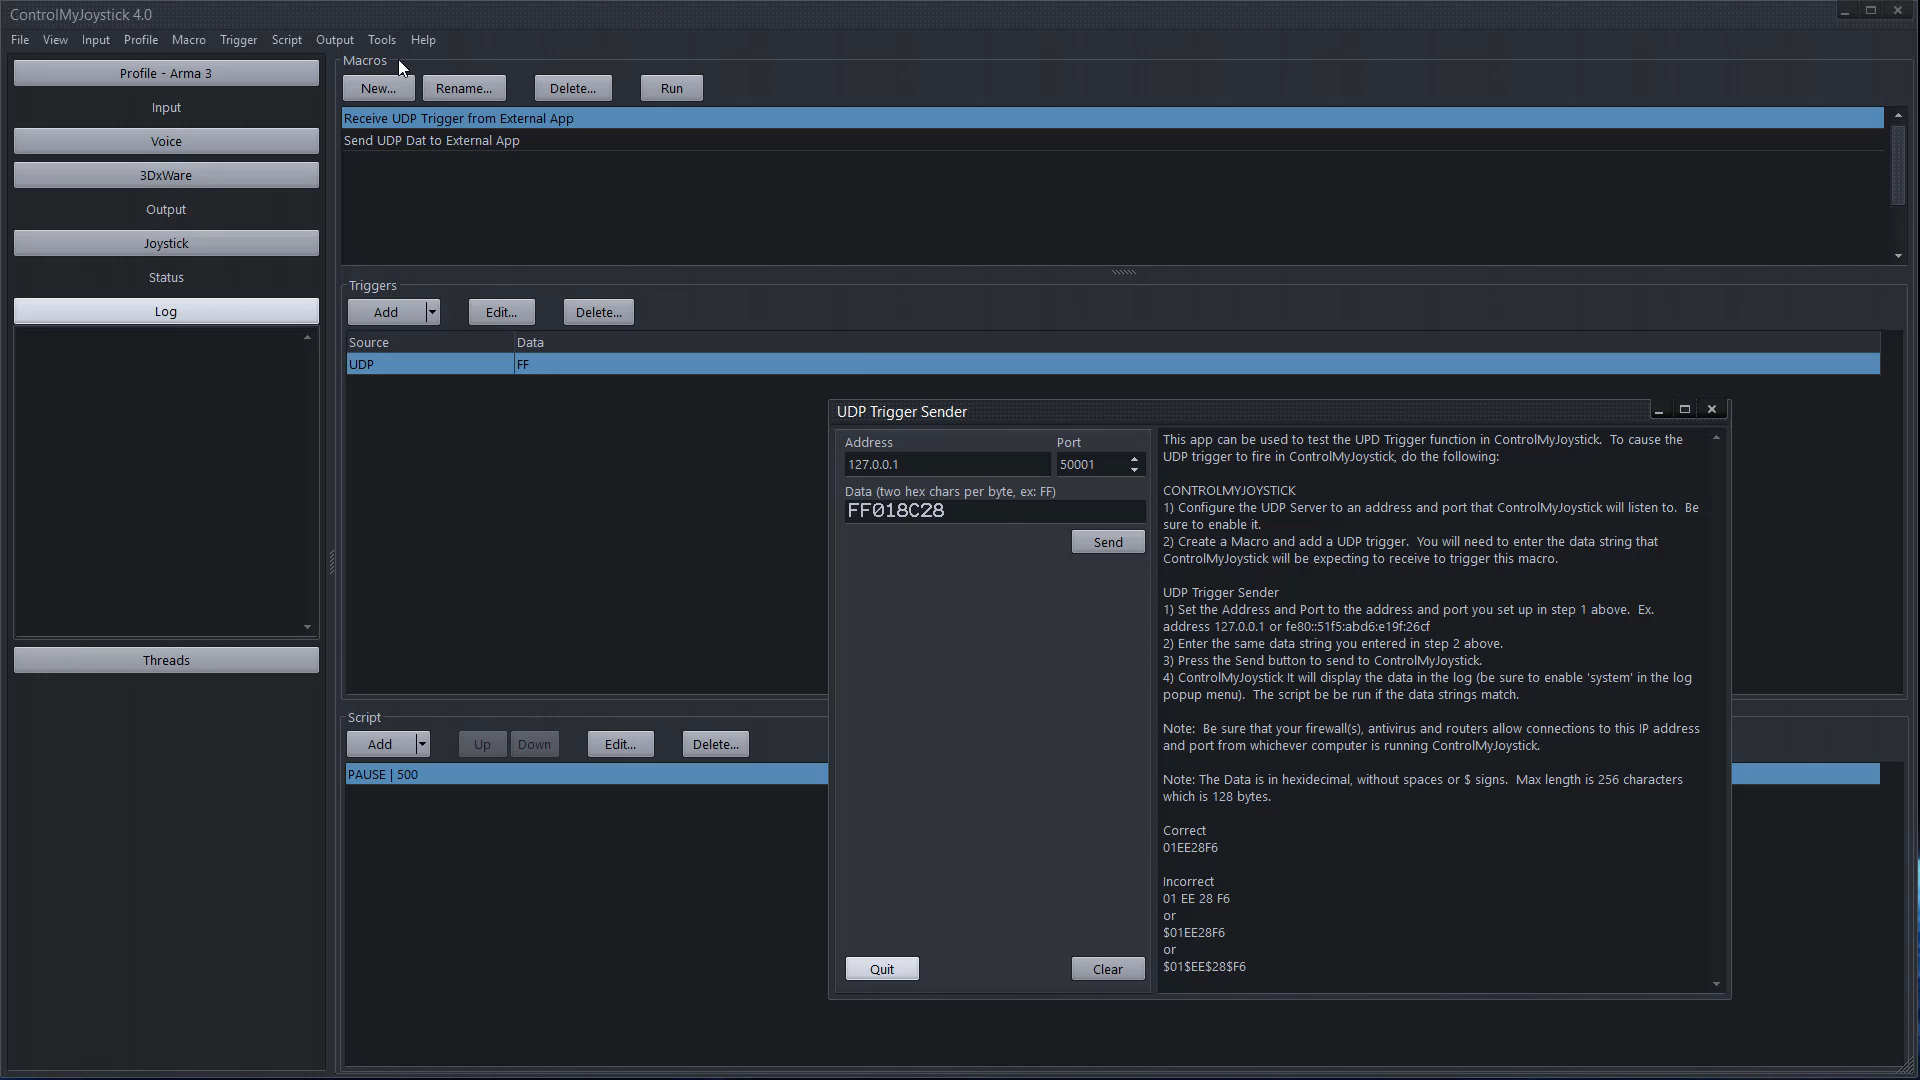 ControlMyJoystick 4.0
File View Input Profile Macro Trigger Script Output Tools Help
Profile - Arma 3
Input
Voice
3DxWare
Output
Joystick
Status
Log
Threads
Macros
New... Rename... Delete... Run
Receive UDP Trigger from External App
Send UDP Dat to External App
Triggers
Add Edit... Delete...
Source Data
UDP FF
Script
Add Up Down Edit... Delete...
PAUSE | 500
UDP Trigger Sender
Address Port
127.0.0.1 50001
Data (two hex chars per byte, ex: FF)
FF018C28
Send
Quit Clear
This app can be used to test the UPD Trigger function in ControlMyJoystick. To cause the
UDP trigger to fire in ControlMyJoystick, do the following:
CONTROLMYJOYSTICK
1) Configure the UDP Server to an address and port that ControlMyJoystick will listen to. Be
sure to enable it.
2) Create a Macro and add a UDP trigger. You will need to enter the data string that
ControlMyJoystick will be expecting to receive to trigger this macro.
UDP Trigger Sender
1) Set the Address and Port to the address and port you set up in step 1 above. Ex.
address 127.0.0.1 or fe80::51f5:abd6:e19f:26cf
2) Enter the same data string you entered in step 2 above.
3) Press the Send button to send to ControlMyJoystick.
4) ControlMyJoystick It will display the data in the log (be sure to enable 'system' in the log
popup menu). The script be be run if the data strings match.
Note: Be sure that your firewall(s), antivirus and routers allow connections to this IP address
and port from whichever computer is running ControlMyJoystick.
Note: The Data is in hexidecimal, without spaces or $ signs. Max length is 256 characters
which is 128 bytes.
Correct
01EE28F6
Incorrect
01 EE 28 F6
or
$01EE28F6
or
$01$EE$28$F6